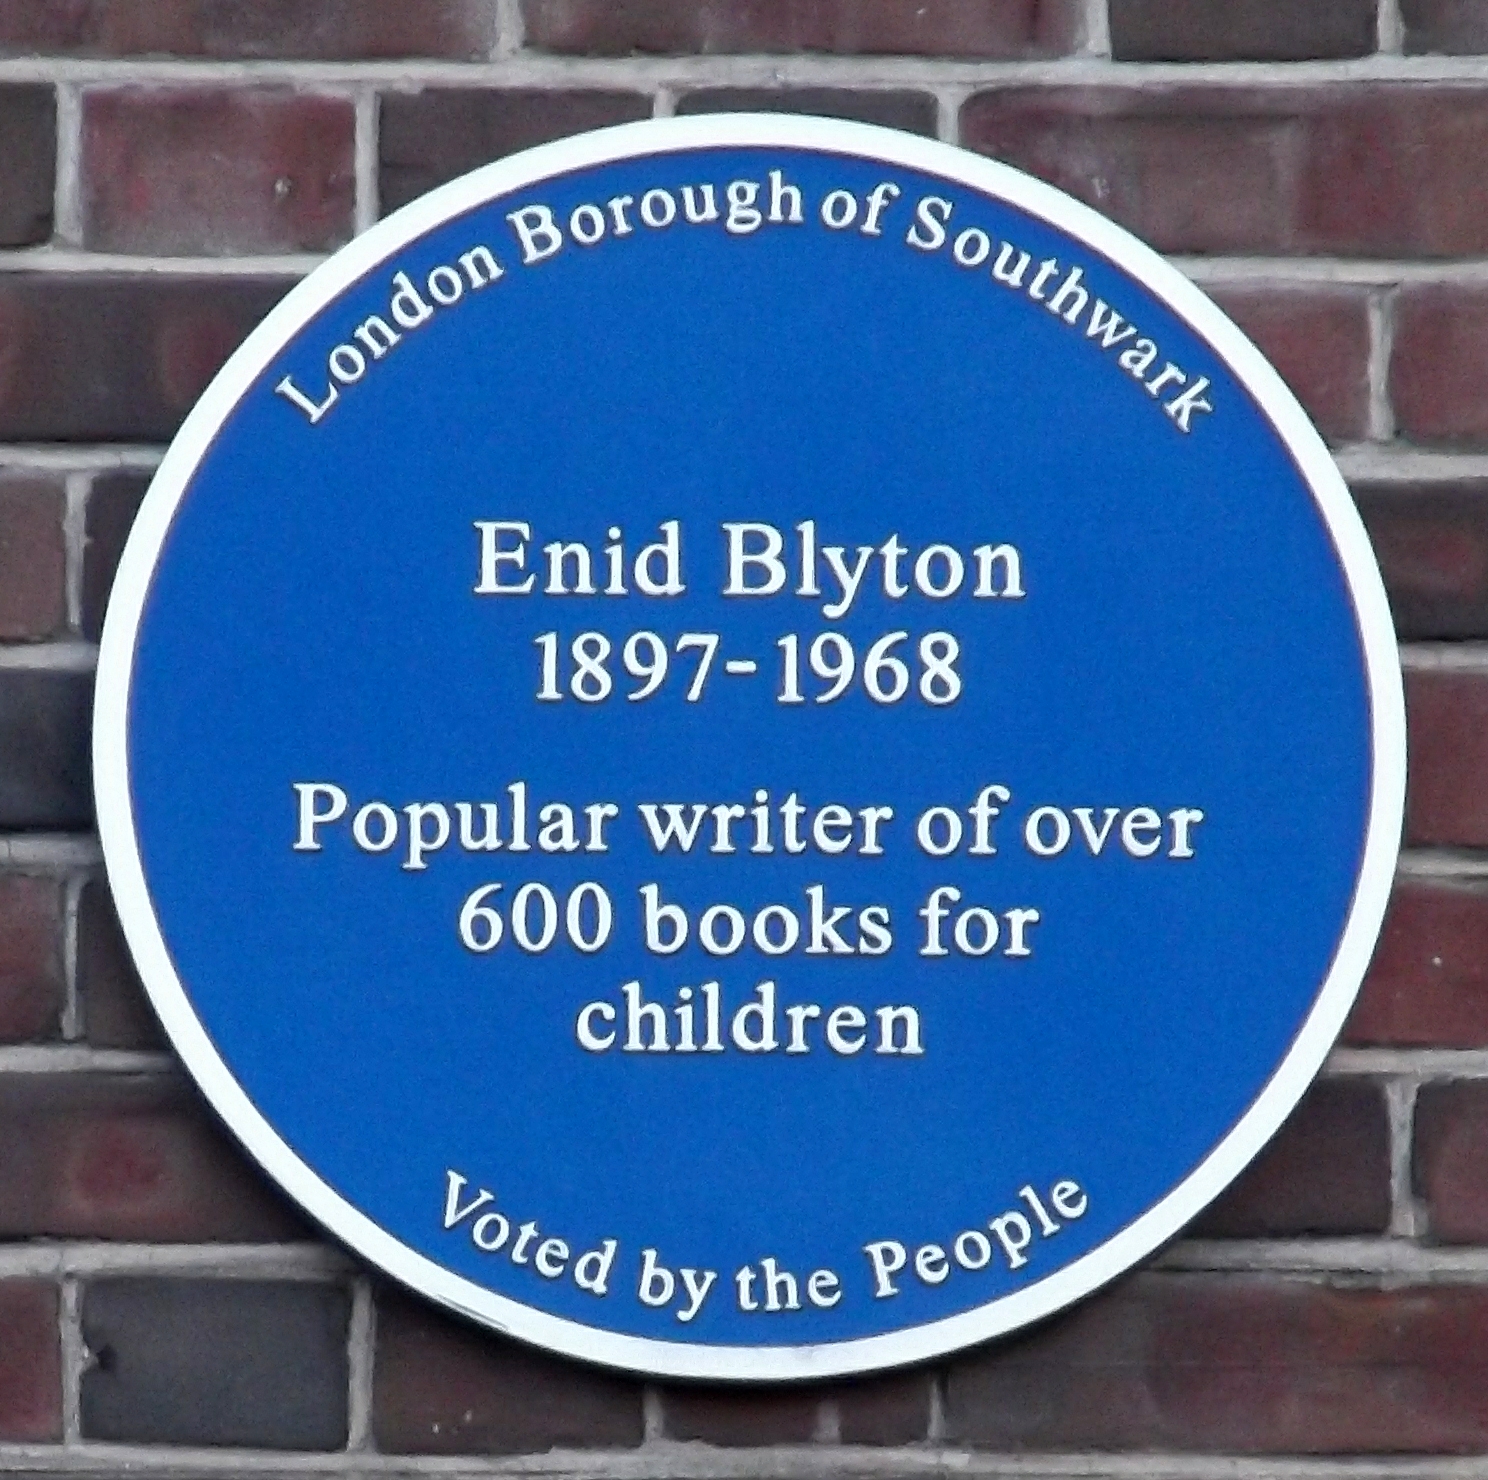 London Borough of Southwark
Enid Blyton
1897-1968
Popular writer of over
600 books for
children
Voted by the People